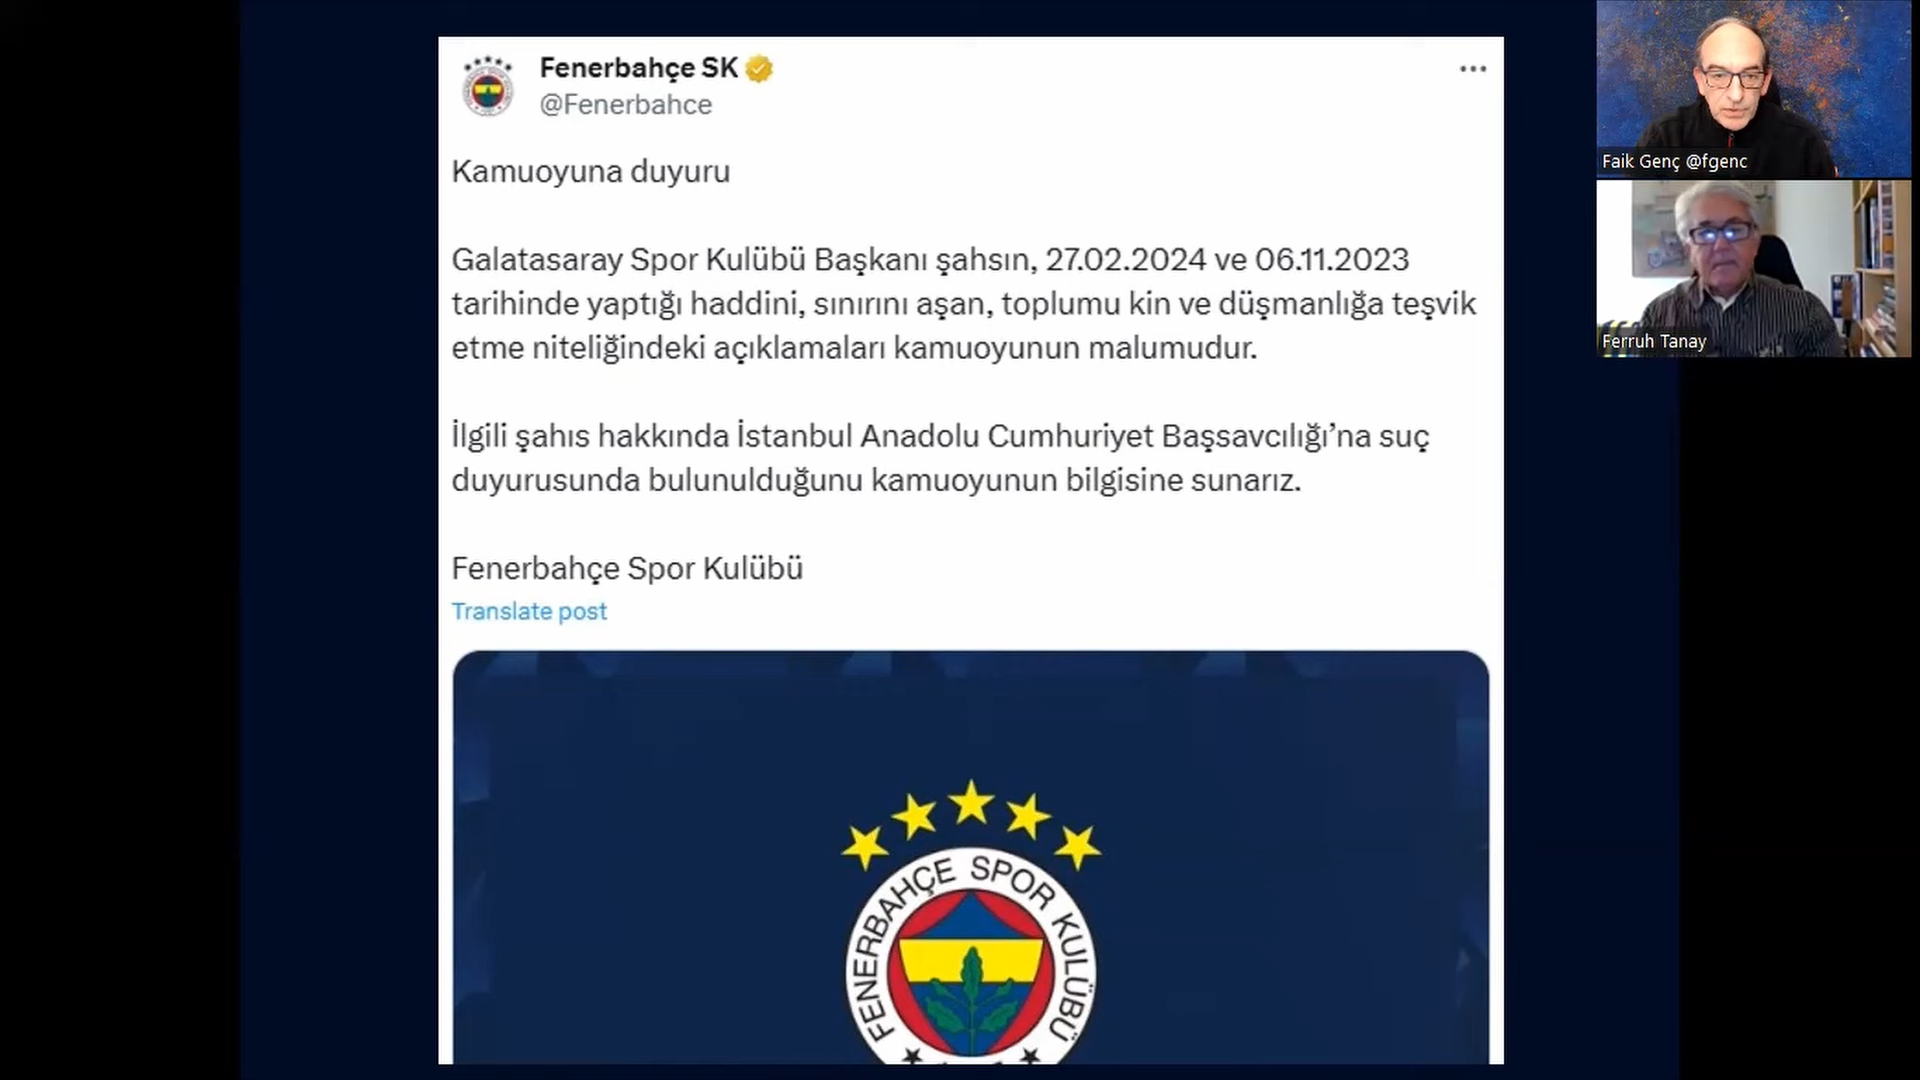 Fenerbahçe SK
@Fenerbahce
Kamuoyuna duyuru
Galatasaray Spor Kulübü Başkanı şahsın, 27.02.2024 ve 06.11.2023
tarihinde yaptığı haddini, sınırını aşan, toplumu kin ve düşmanlığa teşvik
etme niteliğindeki açıklamaları kamuoyunun malumudur.
İlgili şahıs hakkında İstanbul Anadolu Cumhuriyet Başsavcılığı’na suç
duyurusunda bulunulduğunu kamuoyunun bilgisine sunarız.
Fenerbahçe Spor Kulübü
Translate post
FENERBAHÇE SPOR KULÜBÜ
Faik Genç @fgenc
Ferruh Tanay